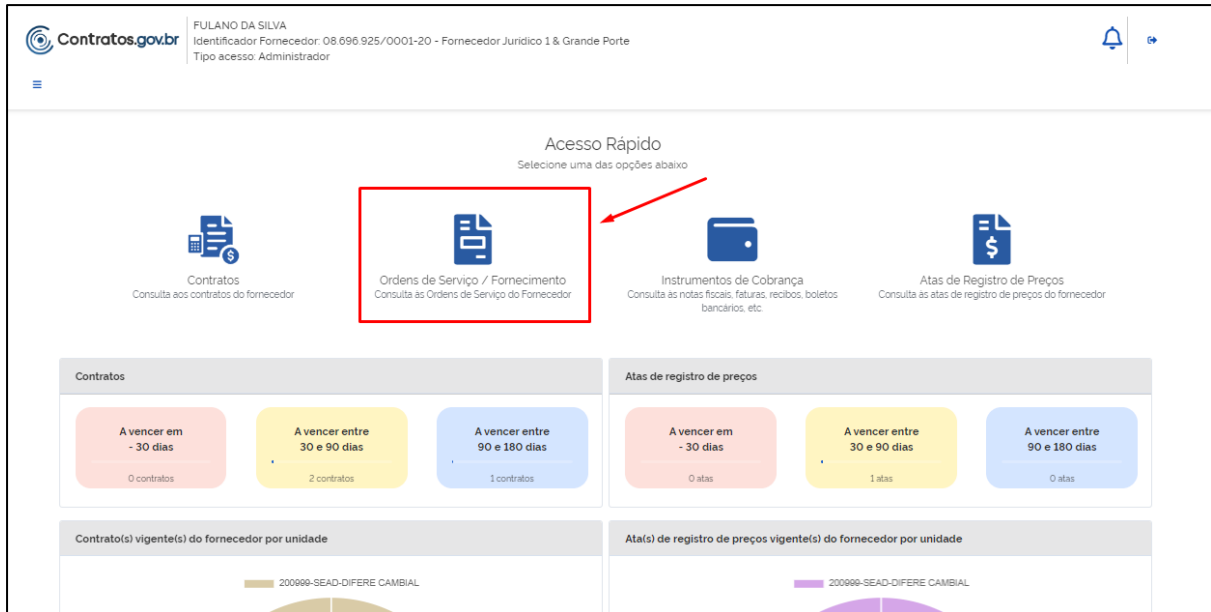 Contratos.gov.br
FULANO DA SILVA
Identificador Fornecedor: 08.696.925/0001-20 - Fornecedor Juridico 1 & Grande Porte
Tipo acesso: Administrador
Acesso Rápido
Selecione uma das opções abaixo
Contratos
Consulta aos contratos do fornecedor
Ordens de Serviço / Fornecimento
Consulta às Ordens de Serviço do Fornecedor
Instrumentos de Cobrança
Consulta às notas fiscais, faturas, recibos, boletos
bancários, etc.
Atas de Registro de Preços
Consulta às atas de registro de preços do fornecedor
Contratos
A vencer em
- 30 dias
0 contratos
A vencer entre
30 e 90 dias
2 contratos
A vencer entre
90 e 180 dias
1 contratos
Atas de registro de preços
A vencer em
- 30 dias
0 atas
A vencer entre
30 e 90 dias
1 atas
A vencer entre
90 e 180 dias
0 atas
Contrato(s) vigente(s) do fornecedor por unidade
200999-SEAD-DIFERE CAMBIAL
Ata(s) de registro de preços vigente(s) do fornecedor por unidade
200999-SEAD-DIFERE CAMBIAL